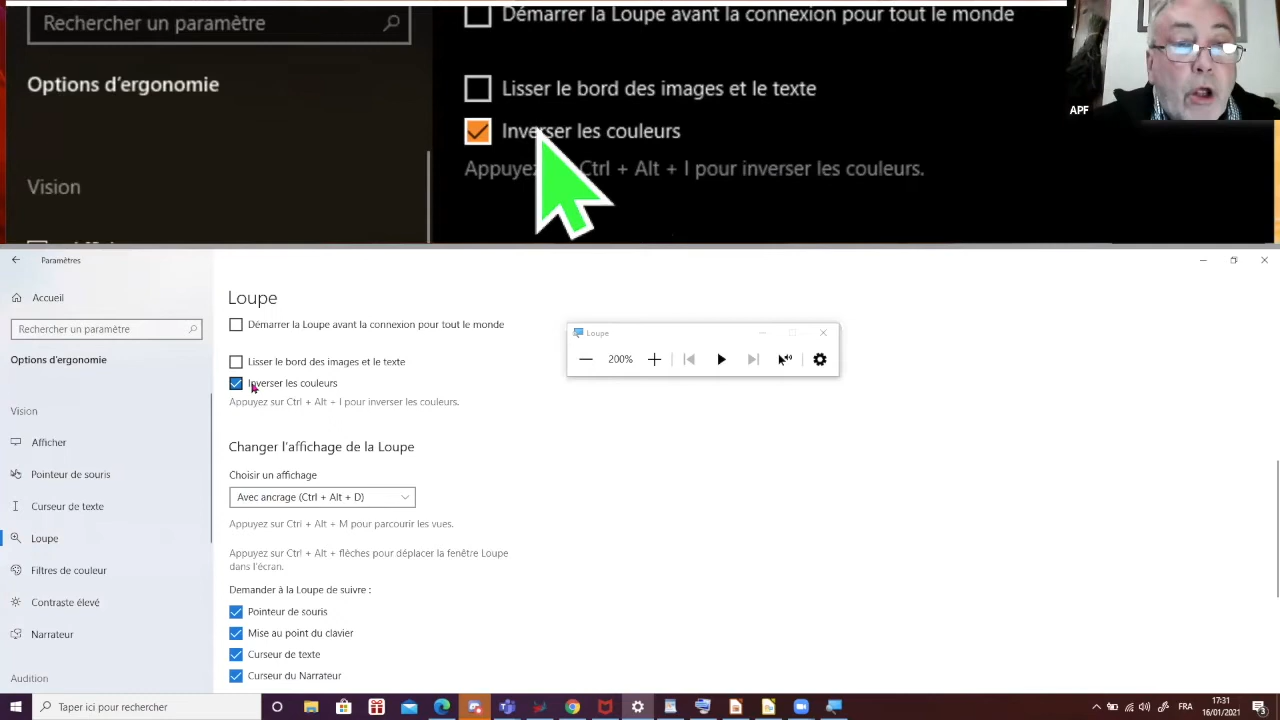 Rechercher un paramètre
Démarrer la Loupe avant la connexion pour tout le monde
Options d'ergonomie
Lisser le bord des images et le texte
Inverser les couleurs
APF
Appuyez Ctrl + Alt + I pour inverser les couleurs.
Vision
Paramètres
Accueil
Rechercher un paramètre
Options d'ergonomie
Vision
Afficher
Pointeur de souris
Curseur de texte
Loupe
Filtres de couleur
Contraste élevé
Narrateur
Audition
Loupe
Démarrer la Loupe avant la connexion pour tout le monde
Lisser le bord des images et le texte
Inverser les couleurs
Appuyez sur Ctrl + Alt + I pour inverser les couleurs.
Changer l'affichage de la Loupe
Choisir un affichage
Avec ancrage (Ctrl + Alt + D)
Appuyez sur Ctrl + Alt + M pour parcourir les vues.
Appuyez sur Ctrl + Alt + flèches pour déplacer la fenêtre Loupe
dans l'écran.
Demander à la Loupe de suivre :
Pointeur de souris
Mise au point du clavier
Curseur de texte
Curseur du Narrateur
Loupe
200%
Taper ici pour rechercher
FRA
17:31
16/01/2021